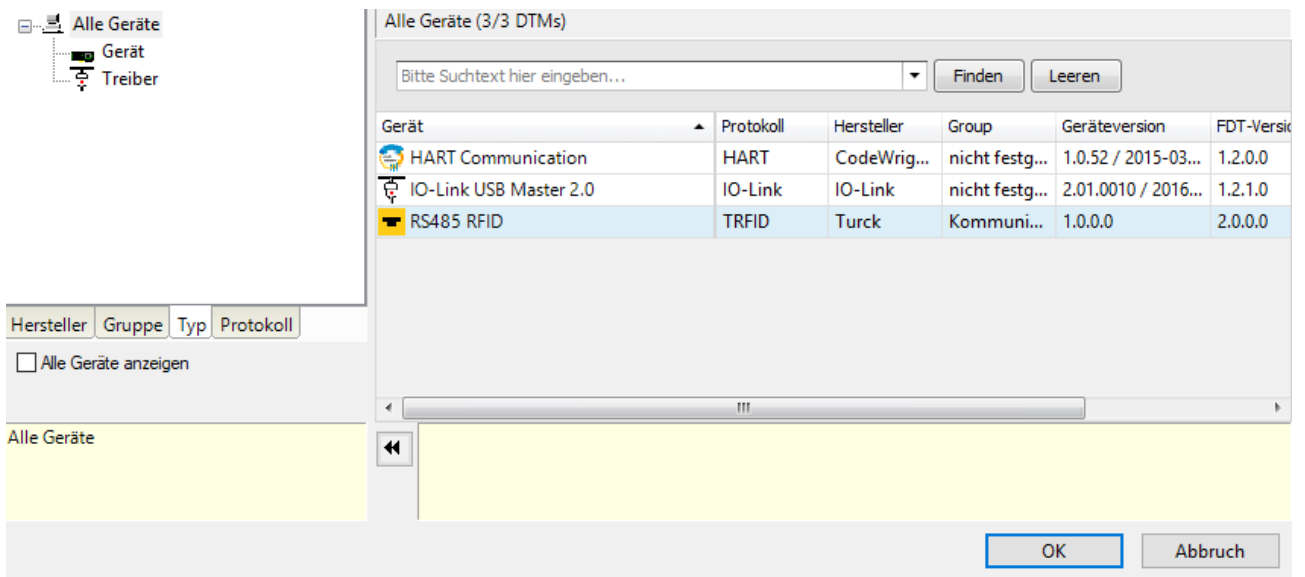 Alle Geräte
Gerät
Treiber
Alle Geräte (3/3 DTMs)
Bitte Suchtext hier eingeben... Finden Leeren
Gerät Protokoll Hersteller Group Geräteversion FDT-Versio
HART Communication HART CodeWrig... nicht festg... 1.0.52 / 2015-03... 1.2.0.0
IO-Link USB Master 2.0 IO-Link IO-Link nicht festg... 2.01.0010 / 2016... 1.2.1.0
RS485 RFID TRFID Turck Kommuni... 1.0.0.0 2.0.0.0
Hersteller Gruppe Typ Protokoll
Alle Geräte anzeigen
Alle Geräte
OK Abbruch